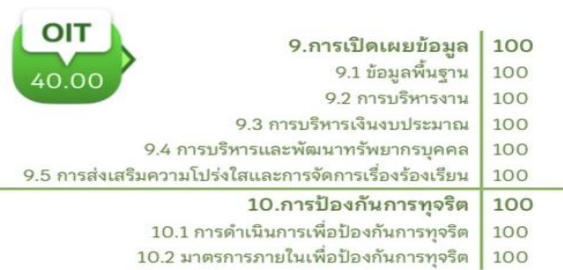 OIT
40.00
9.การเปิดเผยข้อมูล 100
9.1 ข้อมูลพื้นฐาน 100
9.2 การบริหารงาน 100
9.3 การบริหารเงินงบประมาณ 100
9.4 การบริหารและพัฒนาทรัพยากรบุคคล 100
9.5 การส่งเสริมความโปร่งใสและการจัดการเรื่องร้องเรียน 100
10.การป้องกันการทุจริต 100
10.1 การดำเนินการเพื่อป้องกันการทุจริต 100
10.2 มาตรการภายในเพื่อป้องกันการทุจริต 100